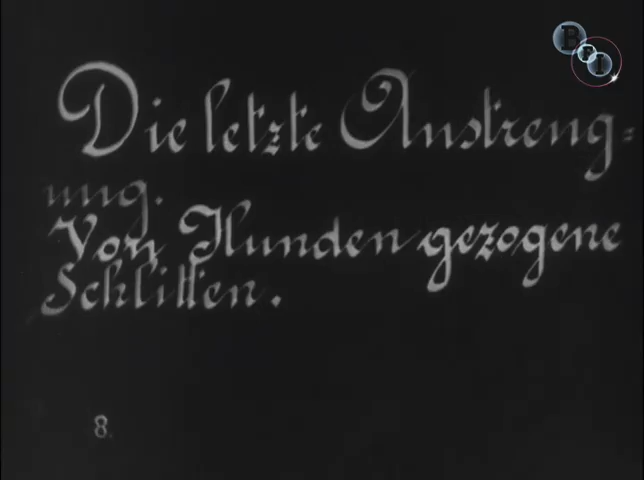 BFI
Die letzte Anstreng=
ung.
Von Hunden gezogene
Schlitten.
8.